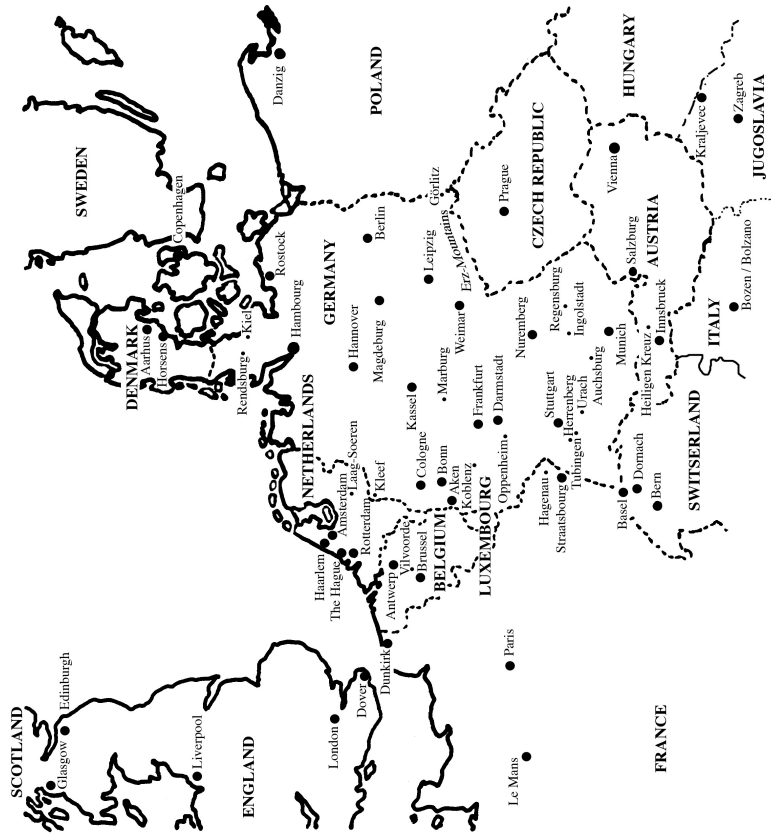 SCOTLAND
Edinburgh
Glasgow
Liverpool
ENGLAND
London
Dover
Dunkirk
Paris
Le Mans
FRANCE
SWEDEN
Copenhagen
DENMARK
Aarhus
Horsens
Kiel
Rendsburg
Rostock
Hambourg
Danzig
POLAND
GERMANY
Berlin
Hannover
Magdeburg
NETHERLANDS
Laag-Soeren
Amsterdam
Kleef
Haarlem
The Hague
Rotterdam
Antwerp
Vilvoorde
Brussel
BELGIUM
LUXEMBOURG
Kassel
Marburg
Cologne
Bonn
Aken
Koblenz
Leipzig
Görlitz
Erz-Mountains
Weimar
Frankfurt
Darmstadt
Oppenheim
Prague
CZECH REPUBLIC
Nuremberg
Regensburg
Ingolstadt
Stuttgart
Herrenberg
Urach
Tubingen
Auchsburg
Hagenau
Straatsbourg
Munich
Salzburg
AUSTRIA
Vienna
HUNGARY
Heiligen Kreuz
Innsbruck
Basel
Dornach
Bern
SWITSERLAND
ITALY
Bozen / Bolzano
Kraljevec
Zagreb
JUGOSLAVIA